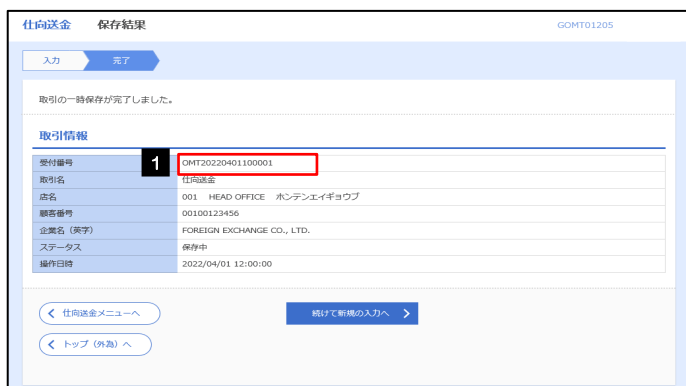 仕向送金 保存結果 GOMT01205
入力 完了
取引の一時保存が完了しました。
取引情報
受付番号 1 OMT20220401100001
取引名 仕向送金
店名 001 HEAD OFFICE ホンテンエイギヨウブ
顧客番号 00100123456
企業名（英字） FOREIGN EXCHANGE CO., LTD.
ステータス 保存中
操作日時 2022/04/01 12:00:00
仕向送金メニューへ 続けて新規の入力へ
トップ（外為）へ